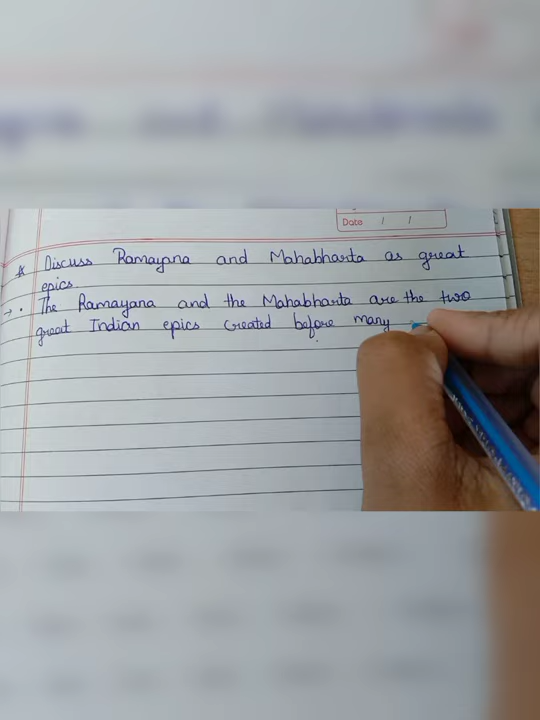 Date / /
* Discuss Ramayana and Mahabharta as great
epics
→ • The Ramayana and the Mahabharta are the two
great Indian epics created before many